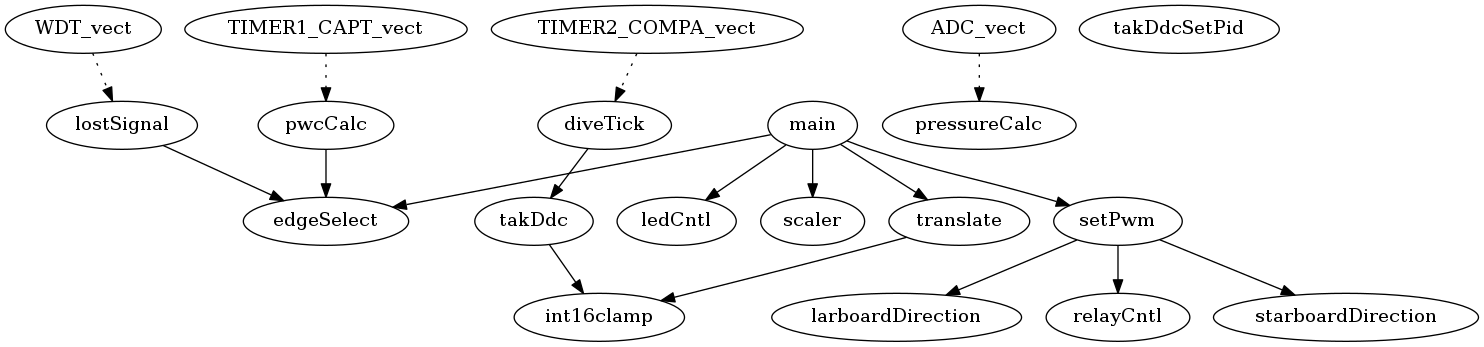 WDT_vect
TIMER1_CAPT_vect
TIMER2_COMPA_vect
ADC_vect
takDdcSetPid
lostSignal
pwcCalc
diveTick
main
pressureCalc
edgeSelect
takDdc
ledCntl
scaler
translate
setPwm
int16clamp
larboardDirection
relayCntl
starboardDirection